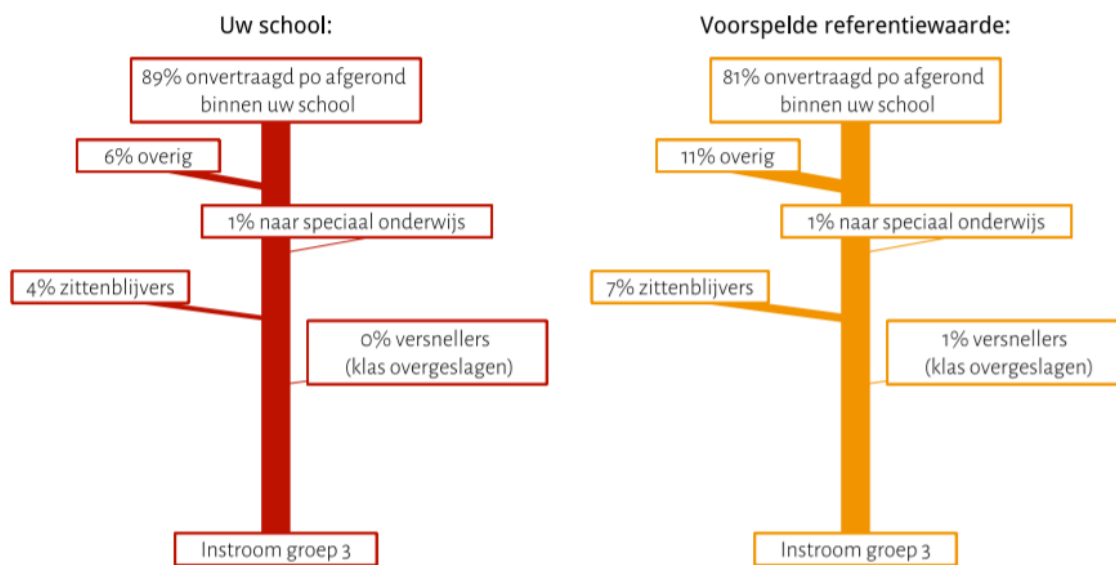 Uw school:
89% onvertraagd po afgerond
binnen uw school
6% overig
1% naar speciaal onderwijs
4% zittenblijvers
0% versnellers
(klas overgeslagen)
Instroom groep 3
Voorspelde referentiewaarde:
81% onvertraagd po afgerond
binnen uw school
11% overig
1% naar speciaal onderwijs
7% zittenblijvers
1% versnellers
(klas overgeslagen)
Instroom groep 3